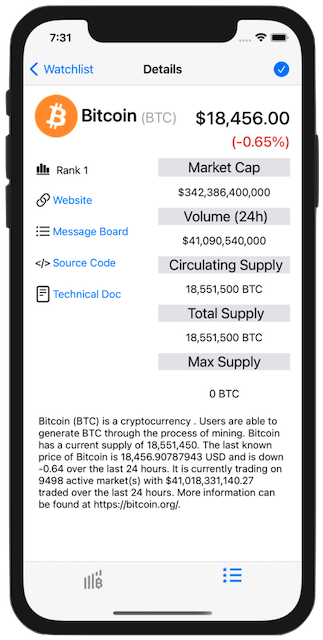 7:31
Watchlist Details
Bitcoin (BTC) $18,456.00
(-0.65%)
Rank 1
Website
Message Board
</> Source Code
Technical Doc
Market Cap
$342,386,400,000
Volume (24h)
$41,090,540,000
Circulating Supply
18,551,500 BTC
Total Supply
18,551,500 BTC
Max Supply
0 BTC
Bitcoin (BTC) is a cryptocurrency . Users are able to
generate BTC through the process of mining. Bitcoin
has a current supply of 18,551,450. The last known
price of Bitcoin is 18,456.90787943 USD and is down
-0.64 over the last 24 hours. It is currently trading on
9498 active market(s) with $41,018,331,140.27
traded over the last 24 hours. More information can
be found at https://bitcoin.org/.